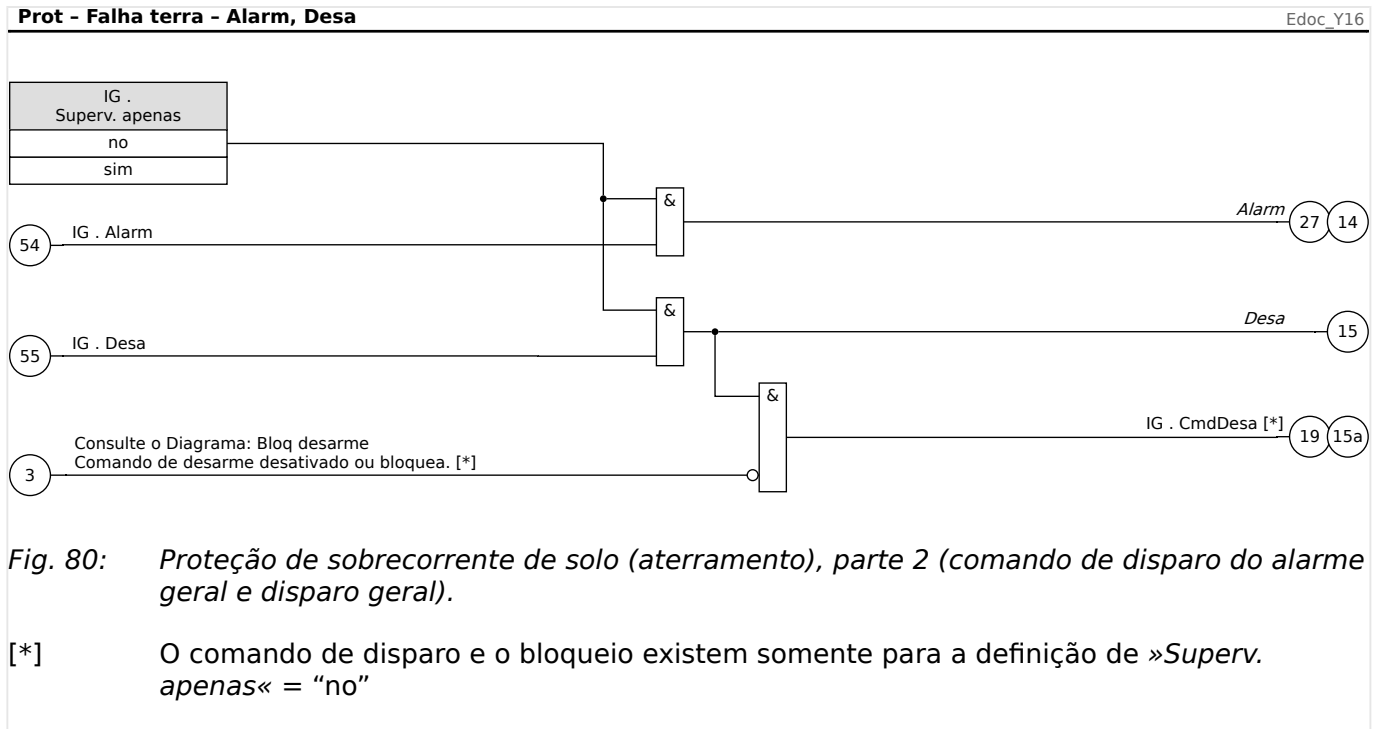 Prot – Falha terra – Alarm, Desa
Edoc_Y16
IG .
Superv. apenas
no
sim
&
Alarm
27 14
54
IG . Alarm
&
Desa
15
55
IG . Desa
&
IG . CmdDesa [*]
19 15a
Consulte o Diagrama: Bloq desarme
Comando de desarme desativado ou bloquea. [*]
3
Fig. 80: Proteção de sobrecorrente de solo (aterramento), parte 2 (comando de disparo do alarme
geral e disparo geral).
[*] O comando de disparo e o bloqueio existem somente para a definição de »Superv.
apenas« = “no”